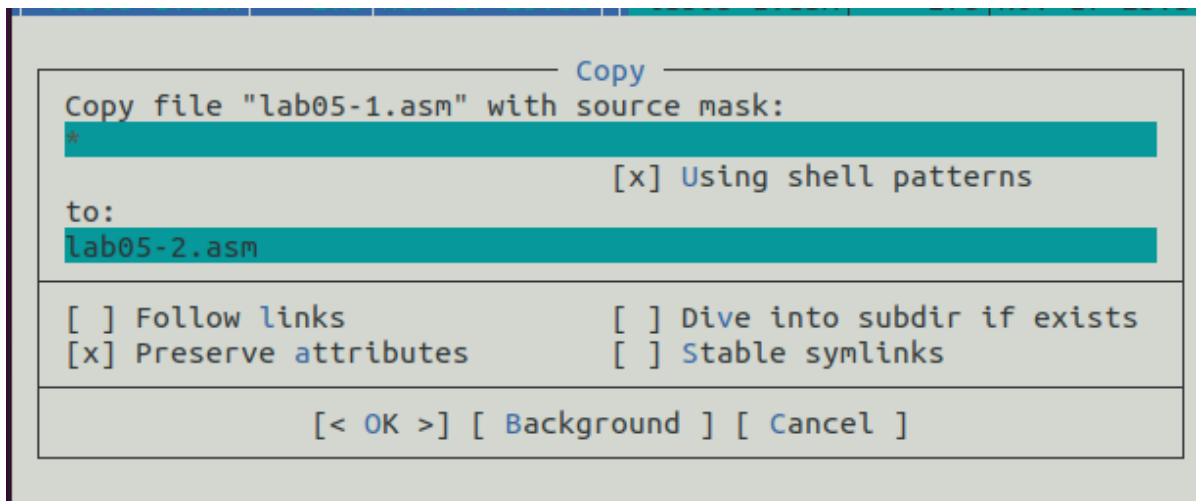 Copy
Copy file "lab05-1.asm" with source mask:
*
[x] Using shell patterns
to:
lab05-2.asm
[ ] Follow links [ ] Dive into subdir if exists
[x] Preserve attributes [ ] Stable symlinks
[< OK >] [ Background ] [ Cancel ]